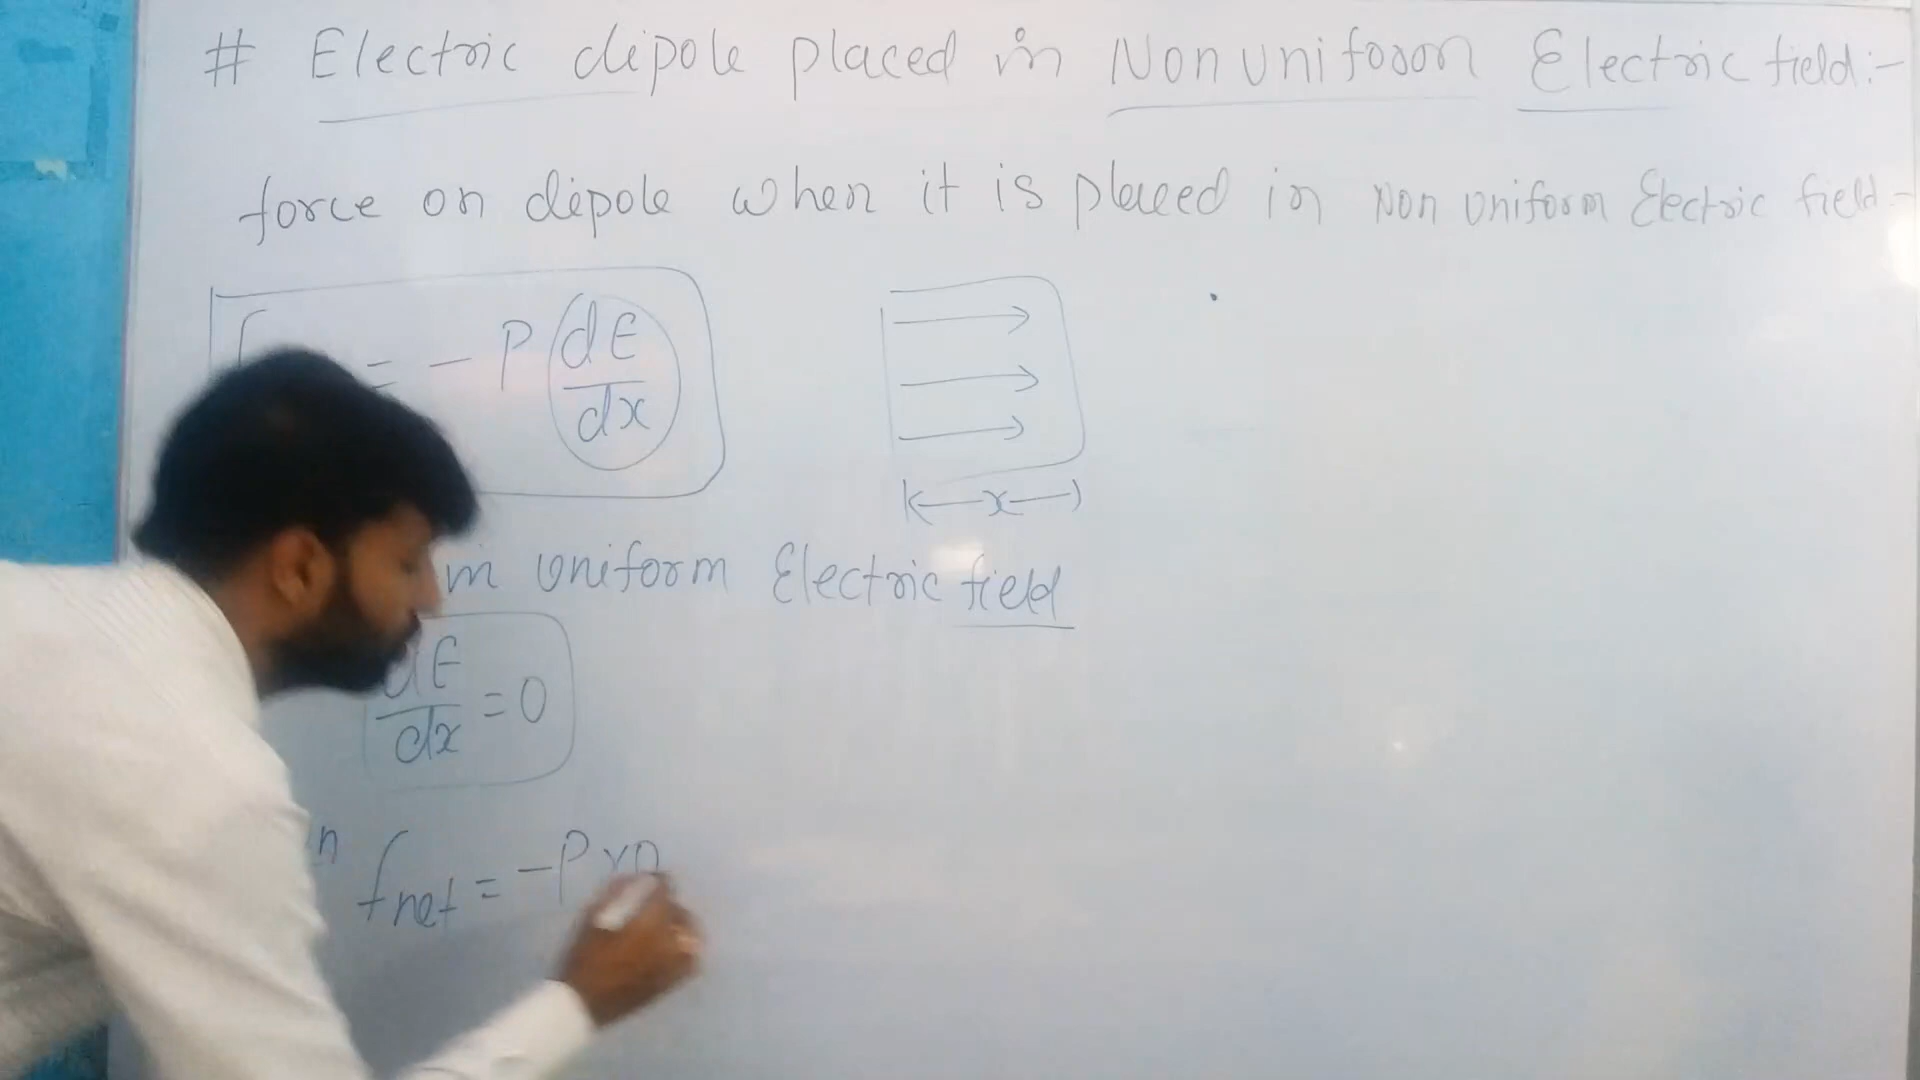 # Electric dipole placed in Non uniform Electric field :-
force on dipole when it is placed in Non uniform Electric field -
= - P dE/dx
x
in uniform Electric field
dE/dx = 0
n fnet = - P x 0